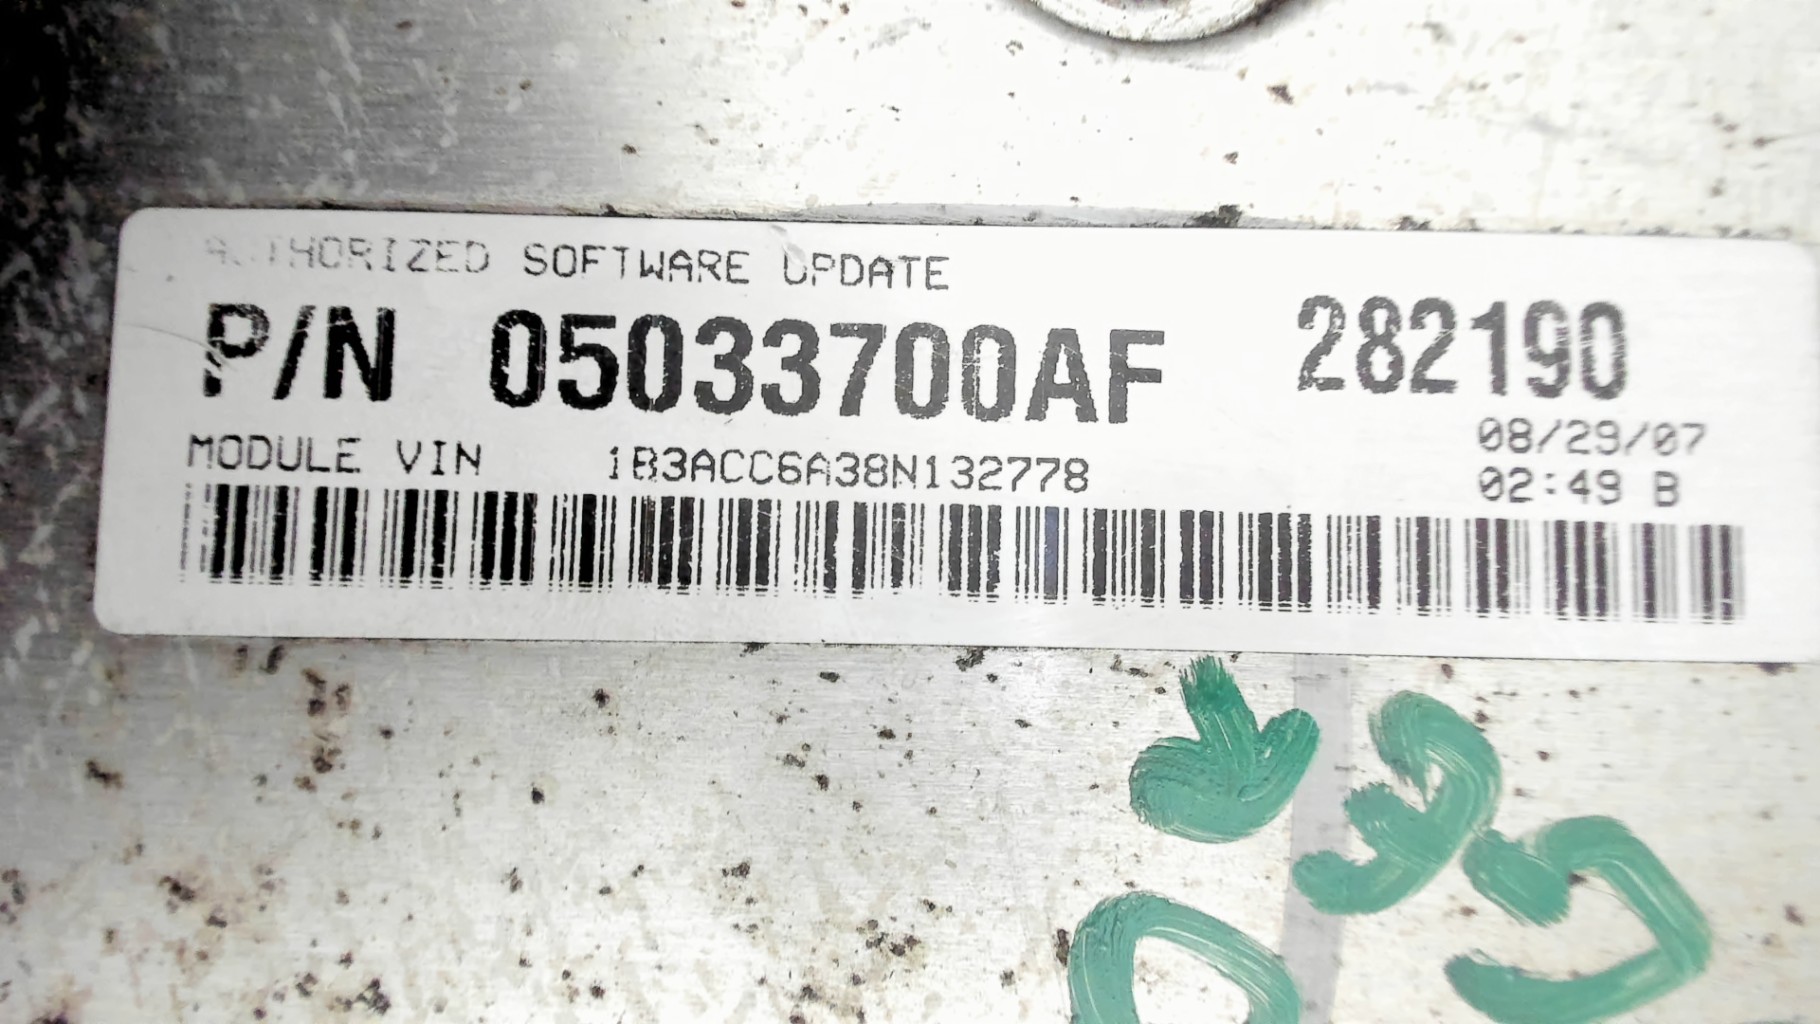 AUTHORIZED SOFTWARE UPDATE
P/N 05033700AF 282190
MODULE VIN 1B3ACC6A38N132778
08/29/07
02:49 B